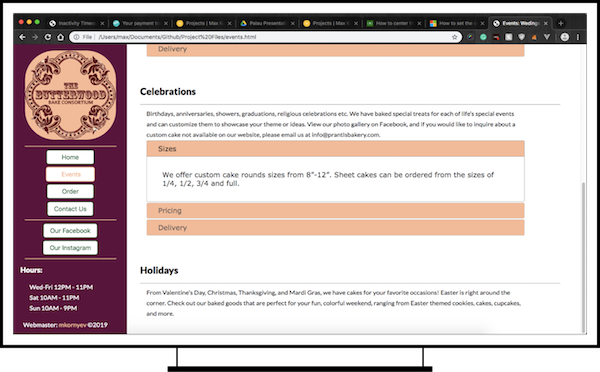 Inactivity Timeo
Your payment t
Projects | Max
Palau Presentat
Projects | Max
How to center t
How to set the
Events: Weding
File /Users/max/Documents/Github/Project%20Files/events.html
THE
BUTTERWOOD
BAKE CONSORTIUM
Home
Events
Order
Contact Us
Our Facebook
Our Instagram
Hours:
Wed-Fri 12PM - 11PM
Sat 10AM - 11PM
Sun 10AM - 9PM
Webmaster: mkornyev ©2019
Delivery
Celebrations
Birthdays, anniversaries, showers, graduations, religious celebrations etc. We have baked special treats for each of life's special events
and can customize them to showcase your theme or ideas. View our photo gallery on Facebook, and if you would like to inquire about a
custom cake not available on our website, please email us at info@prantlsbakery.com.
Sizes
We offer custom cake rounds sizes from 8”-12”. Sheet cakes can be ordered from the sizes of
1/4, 1/2, 3/4 and full.
Pricing
Delivery
Holidays
From Valentine's Day, Christmas, Thanksgiving, and Mardi Gras, we have cakes for your favorite occasions! Easter is right around the
corner. Check out our baked goods that are perfect for your fun, colorful weekend, ranging from Easter themed cookies, cakes, cupcakes,
and more.